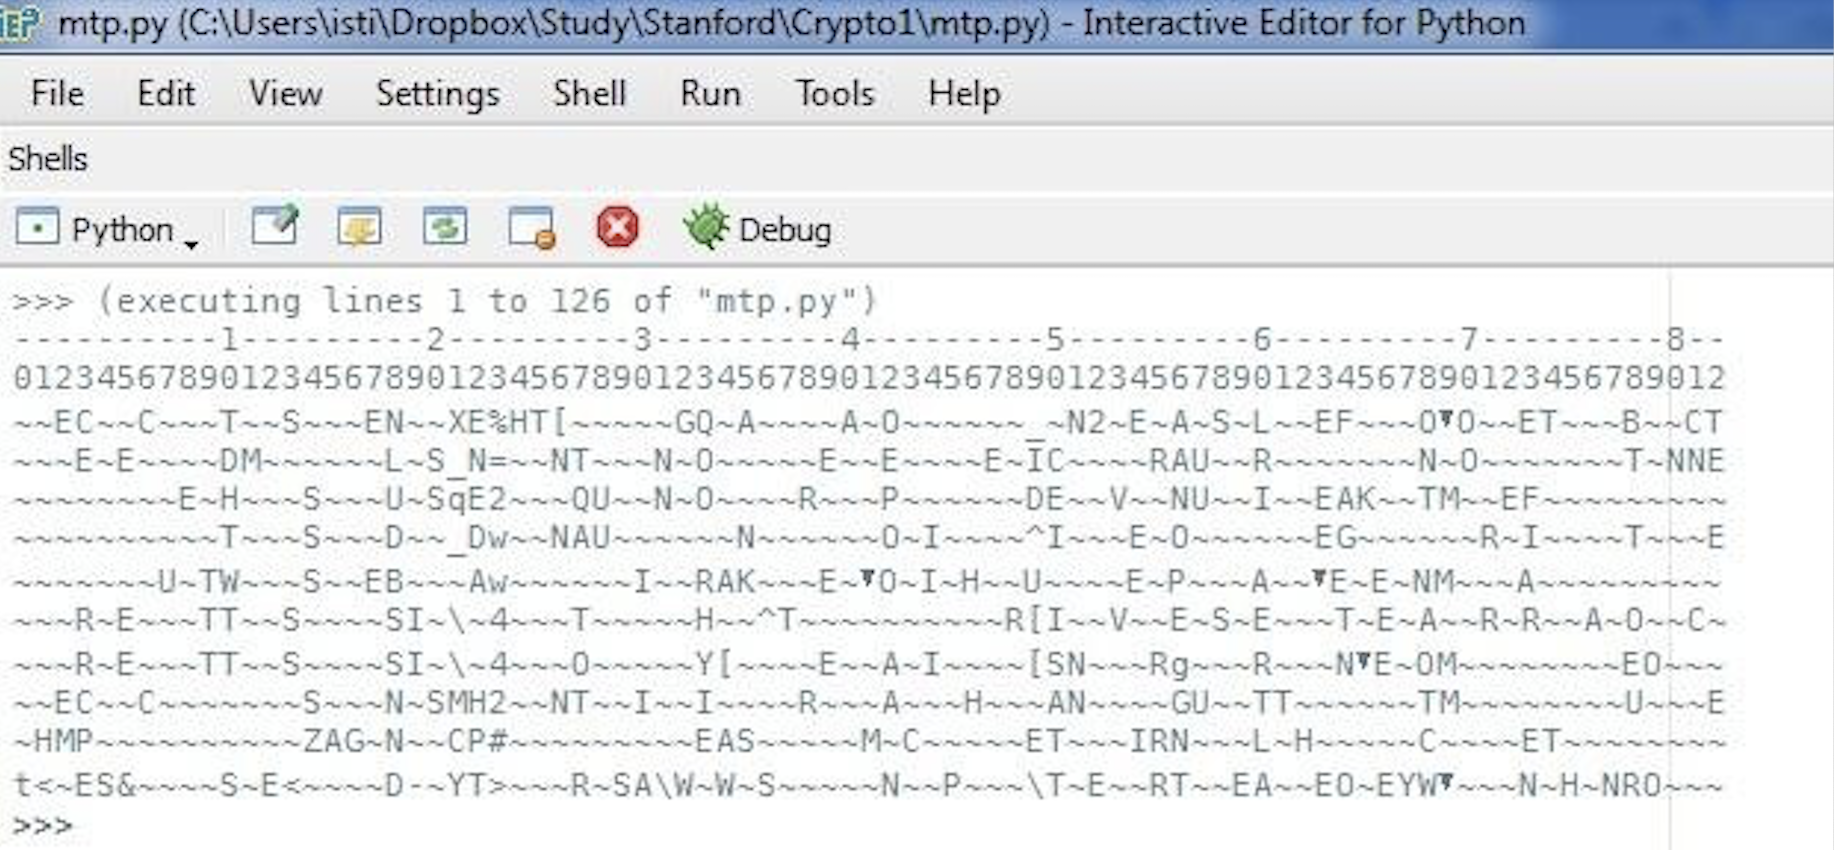 mtp.py (C:\Users\isti\Dropbox\Study\Stanford\Crypto1\mtp.py) - Interactive Editor for Python
File Edit View Settings Shell Run Tools Help
Shells
Python Debug
>>> (executing lines 1 to 126 of "mtp.py")
----------1---------2---------3---------4---------5---------6---------7---------8--
01234567890123456789012345678901234567890123456789012345678901234567890123456789012
~~EC~~C~~~T~~S~~~EN~~XE%HT[~~~~~GQ~A~~~~A~O~~~~~~_~N2~E~A~S~L~~EF~~~O▼O~~ET~~~B~~CT
~~~E~E~~~~DM~~~~~~L~S_N=~~NT~~~N~O~~~~~E~~E~~~~E~IC~~~~RAU~~R~~~~~~~N~O~~~~~~~T~NNE
~~~~~~~~E~H~~~S~~~U~SqE2~~~QU~~N~O~~~~R~~~P~~~~~~DE~~V~~NU~~I~~EAK~~TM~~EF~~~~~~~~~
~~~~~~~~~~T~~~S~~~D~~_Dw~~NAU~~~~~~N~~~~~~O~I~~~~^I~~~E~O~~~~~~EG~~~~~~R~I~~~~T~~~E
~~~~~~~U~TW~~~S~~EB~~~Aw~~~~~~I~~RAK~~~E~▼O~I~H~~U~~~~E~P~~~A~~▼E~E~NM~~~A~~~~~~~~~
~~~R~E~~~TT~~S~~~~SI~\~4~~~T~~~~~H~~^T~~~~~~~~~~R[I~~V~~E~S~E~~~T~E~A~~R~R~~A~O~~C~
~~~R~E~~~TT~~S~~~~SI~\~4~~~O~~~~~Y[~~~~E~~A~I~~~~[SN~~~Rg~~~R~~~N▼E~OM~~~~~~~~EO~~~
~~EC~~C~~~~~~~S~~~N~SMH2~~NT~~I~~I~~~~R~~~A~~~H~~~AN~~~~GU~~TT~~~~~~TM~~~~~~~~U~~~E
~HMP~~~~~~~~~~ZAG~N~~CP#~~~~~~~~~EAS~~~~~M~C~~~~~ET~~~IRN~~~L~H~~~~~C~~~~ET~~~~~~~~
t<~ES&~~~~S~E<~~~~D-~YT>~~~R~SA\W~W~S~~~~~N~~P~~~\T~E~~RT~~EA~~EO~EYW▼~~~N~H~NRO~~~
>>>